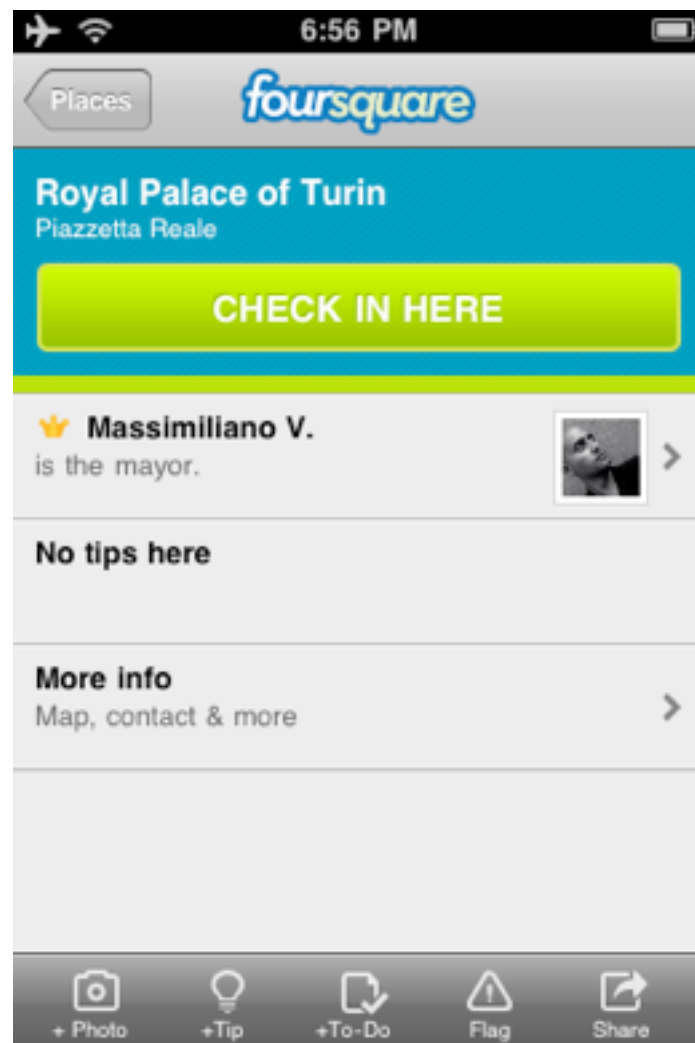 6:56 PM
Places
foursquare
Royal Palace of Turin
Piazzetta Reale
CHECK IN HERE
Massimiliano V.
is the mayor.
No tips here
More info
Map, contact & more
+ Photo +Tip +To-Do Flag Share